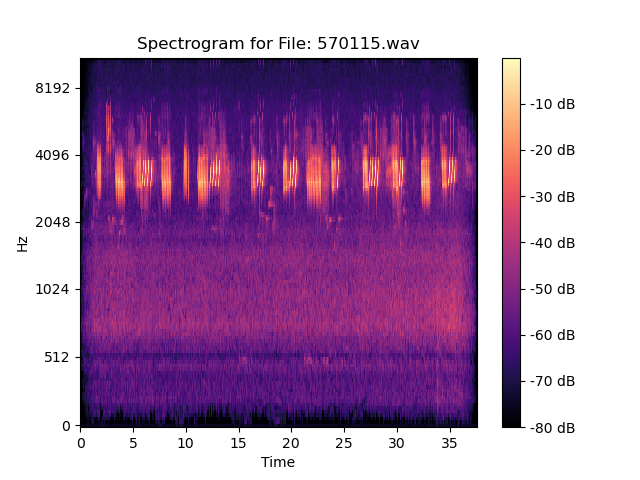 Spectrogram for File: 570115.wav
8192
4096
2048
1024
512
0
Hz
0 5 10 15 20 25 30 35
Time
-10 dB
-20 dB
-30 dB
-40 dB
-50 dB
-60 dB
-70 dB
-80 dB